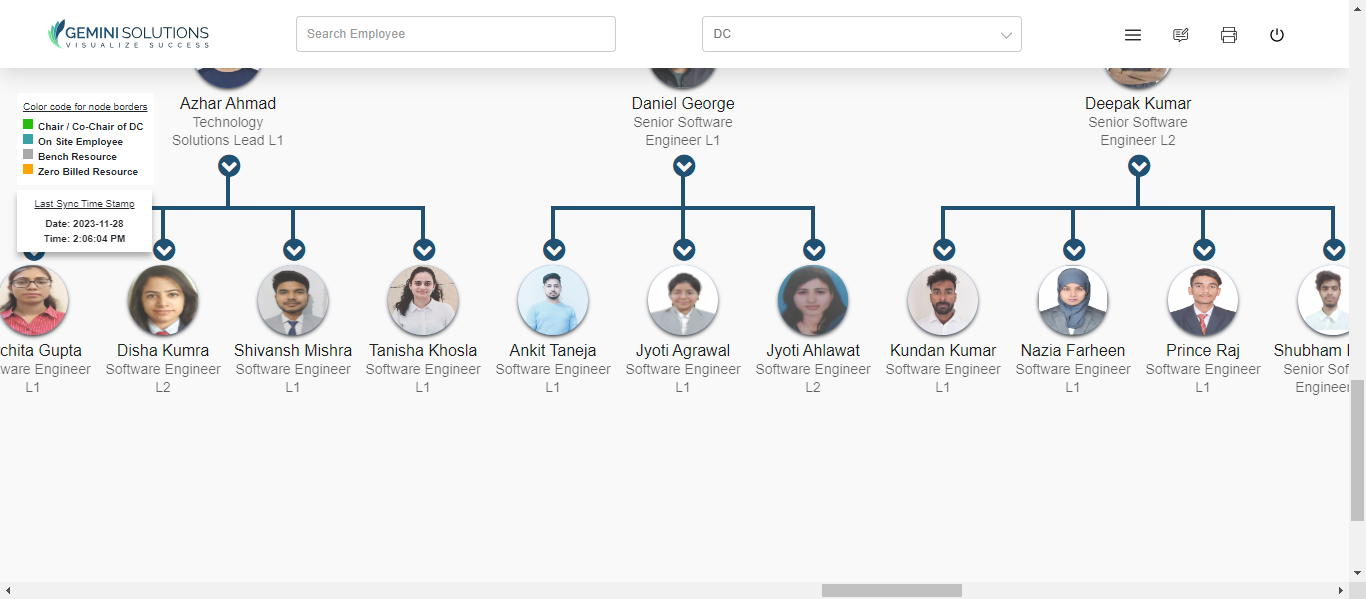 GEMINI SOLUTIONS
VISUALIZE SUCCESS
Search Employee
DC
Color code for node borders
Chair / Co-Chair of DC
On Site Employee
Bench Resource
Zero Billed Resource
Last Sync Time Stamp
Date: 2023-11-28
Time: 2:06:04 PM
Azhar Ahmad
Technology
Solutions Lead L1
Daniel George
Senior Software
Engineer L1
Deepak Kumar
Senior Software
Engineer L2
chita Gupta
ware Engineer
L1
Disha Kumra
Software Engineer
L2
Shivansh Mishra
Software Engineer
L1
Tanisha Khosla
Software Engineer
L1
Ankit Taneja
Software Engineer
L1
Jyoti Agrawal
Software Engineer
L1
Jyoti Ahlawat
Software Engineer
L2
Kundan Kumar
Software Engineer
L1
Nazia Farheen
Software Engineer
L1
Prince Raj
Software Engineer
L1
Shubham
Senior Sof
Engineer